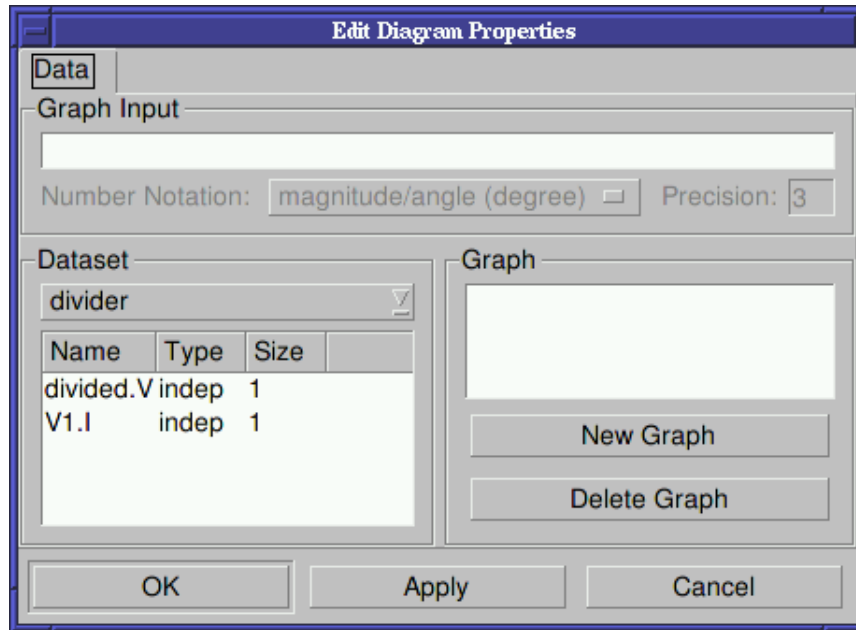 Edit Diagram Properties
Data
Graph Input
Number Notation: magnitude/angle (degree) Precision: 3
Dataset
divider
Name Type Size
divided.V indep 1
V1.I indep 1
Graph
New Graph
Delete Graph
OK Apply Cancel